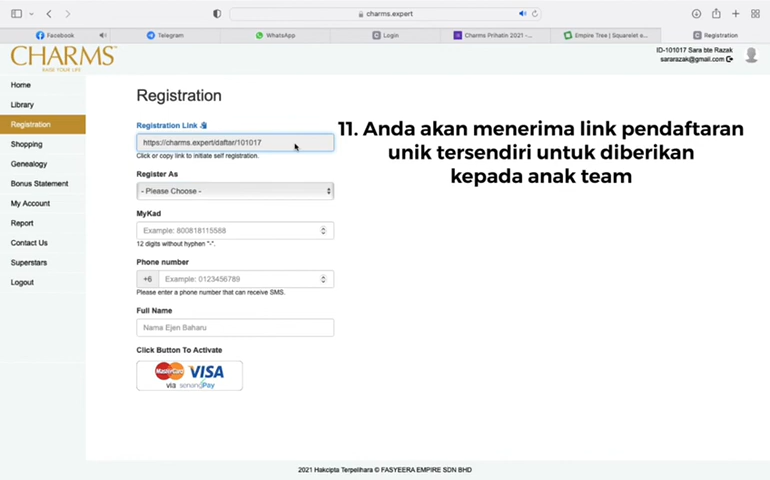 charms.expert
Facebook
Telegram
WhatsApp
Login
Charms Prihatin 2021 -...
Empire Tree | Squarelet e...
Registration
CHARMS
RAISE YOUR LIFE
ID-101017 Sara bte Razak
sararazak@gmail.com
Home
Library
Registration
Shopping
Genealogy
Bonus Statement
My Account
Report
Contact Us
Superstars
Logout
Registration
Registration Link
https://charms.expert/daftar/101017
Click or copy link to initiate self registration.
Register As
- Please Choose -
MyKad
Example: 800818115568
12 digits without hyphen "-".
Phone number
+6 Example: 0123456789
Please enter a phone number that can receive SMS.
Full Name
Nama Ejen Baharu
Click Button To Activate
MasterCard VISA
via senangPay
11. Anda akan menerima link pendaftaran
unik tersendiri untuk diberikan
kepada anak team
2021 Hakcipta Terpelihara © FASYEERA EMPIRE SDN BHD